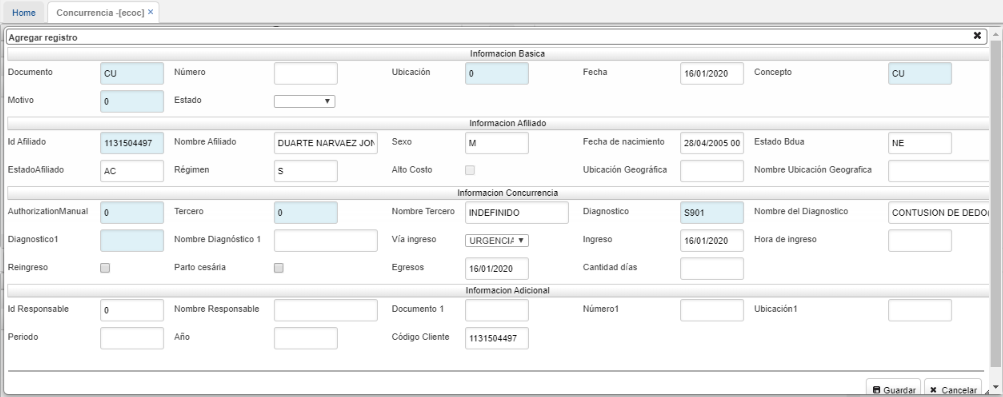 Home Concurrencia -[ecoc] ×
Agregar registro ✖
Informacion Basica
Documento CU Número Ubicación 0 Fecha 16/01/2020 Concepto CU
Motivo 0 Estado
Informacion Afiliado
Id Afiliado 1131504497 Nombre Afiliado DUARTE NARVAEZ JON Sexo M Fecha de nacimiento 28/04/2005 00 Estado Bdua NE
EstadoAfiliado AC Régimen S Alto Costo Ubicación Geográfica Nombre Ubicación Geografica
Informacion Concurrencia
AuthorizationManual 0 Tercero 0 Nombre Tercero INDEFINIDO Diagnostico S901 Nombre del Diagnostico CONTUSION DE DEDO(
Diagnostico1 Nombre Diagnóstico 1 Vía ingreso URGENCIA Ingreso 16/01/2020 Hora de ingreso
Reingreso Parto cesária Egresos 16/01/2020 Cantidad días
Informacion Adicional
Id Responsable 0 Nombre Responsable Documento 1 Número1 Ubicación1
Periodo Año Código Cliente 1131504497
Guardar ✖ Cancelar